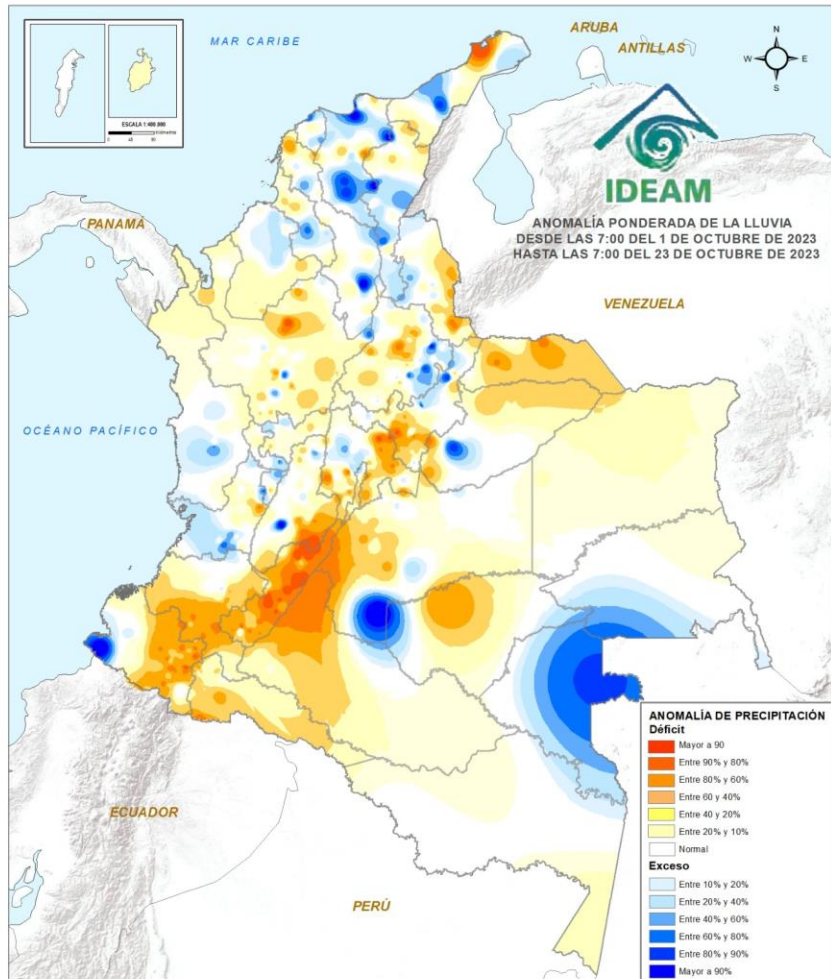 MAR CARIBE
ARUBA
ANTILLAS
N
W
E
S
ESCALA 1:400.000
IDEAM
ANOMALÍA PONDERADA DE LA LLUVIA
DESDE LAS 7:00 DEL 1 DE OCTUBRE DE 2023
HASTA LAS 7:00 DEL 23 DE OCTUBRE DE 2023
PANAMÁ
VENEZUELA
OCÉANO PACÍFICO
ECUADOR
PERÚ
ANOMALÍA DE PRECIPITACIÓN
Déficit
Mayor a 90
Entre 90% y 80%
Entre 80% y 60%
Entre 60 y 40%
Entre 40 y 20%
Entre 20% y 10%
Normal
Exceso
Entre 10% y 20%
Entre 20% y 40%
Entre 40% y 60%
Entre 60% y 80%
Entre 80% y 90%
Mayor a 90%